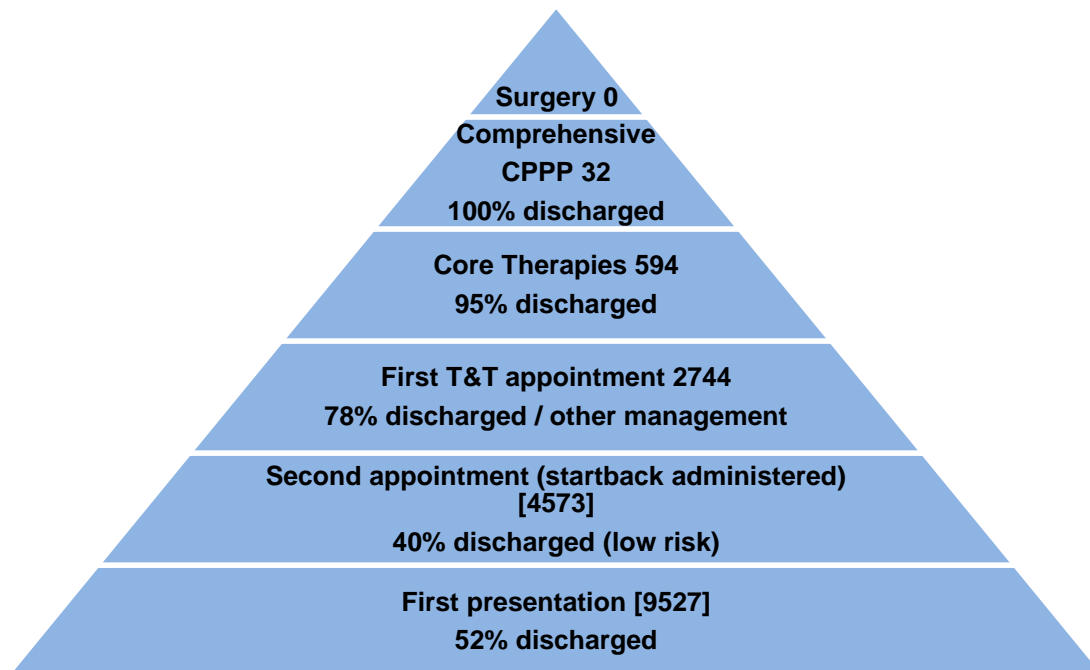 Surgery 0
Comprehensive
CPPP 32
100% discharged
Core Therapies 594
95% discharged
First T&T appointment 2744
78% discharged / other management
Second appointment (startback administered)
[4573]
40% discharged (low risk)
First presentation [9527]
52% discharged